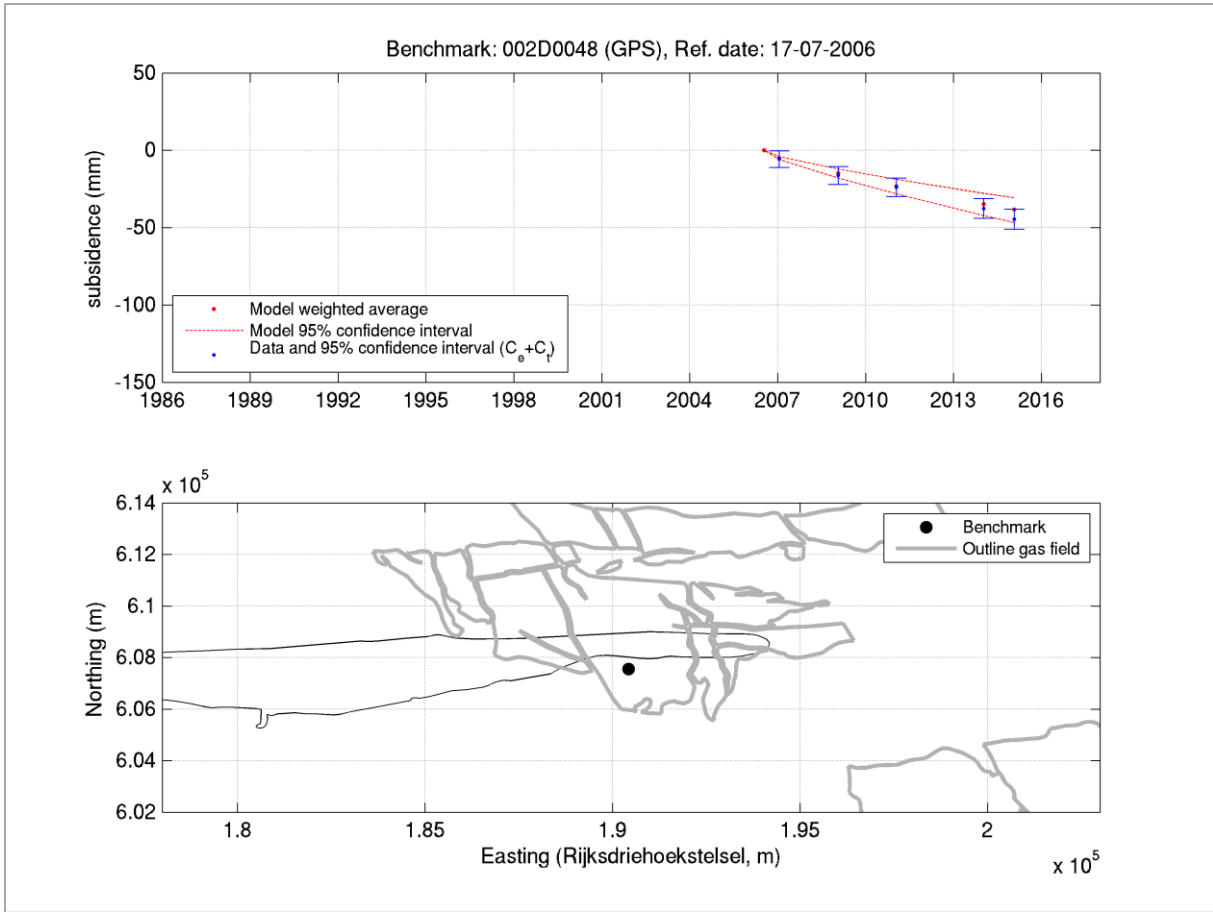 Benchmark: 002D0048 (GPS), Ref. date: 17-07-2006
50
0
-50
-100
-150
subsidence (mm)
Model weighted average
Model 95% confidence interval
Data and 95% confidence interval (C_e+C_t)
1986 1989 1992 1995 1998 2001 2004 2007 2010 2013 2016
x 10^5
6.14
6.12
6.1
6.08
6.06
6.04
6.02
Northing (m)
Benchmark
Outline gas field
1.8 1.85 1.9 1.95 2
Easting (Rijksdriehoekstelsel, m)
x 10^5